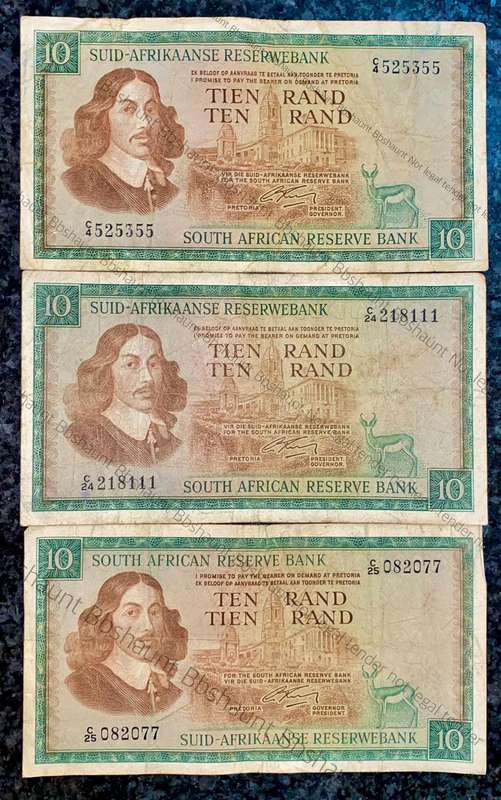 10
SUID-AFRIKAANSE RESERWEBANK
C/4 525355
EK BELOOF OP AANVRAAG TE BETAAL AAN TOONDER TE PRETORIA
I PROMISE TO PAY THE BEARER ON DEMAND AT PRETORIA
TIEN RAND
TEN RAND
VIR DIE SUID-AFRIKAANSE RESERWEBANK
FOR THE SOUTH AFRICAN RESERVE BANK
PRETORIA
PRESIDENT.
GOVERNOR.
C/4 525355
SOUTH AFRICAN RESERVE BANK
10
10
SUID-AFRIKAANSE RESERWEBANK
C/24 218111
EK BELOOF OP AANVRAAG TE BETAAL AAN TOONDER TE PRETORIA
I PROMISE TO PAY THE BEARER ON DEMAND AT PRETORIA
TIEN RAND
TEN RAND
VIR DIE SUID-AFRIKAANSE RESERWEBANK
FOR THE SOUTH AFRICAN RESERVE BANK
PRETORIA
PRESIDENT.
GOVERNOR.
C/24 218111
SOUTH AFRICAN RESERVE BANK
10
10
SOUTH AFRICAN RESERVE BANK
C/25 082077
I PROMISE TO PAY THE BEARER ON DEMAND AT PRETORIA
EK BELOOF OP AANVRAAG TE BETAAL AAN TOONDER TE PRETORIA
TEN RAND
TIEN RAND
FOR THE SOUTH AFRICAN RESERVE BANK
VIR DIE SUID-AFRIKAANSE RESERWEBANK
PRETORIA
GOVERNOR
PRESIDENT.
C/25 082077
SUID-AFRIKAANSE RESERWEBANK
10
Bbshaunt Not legal tender not legal tender